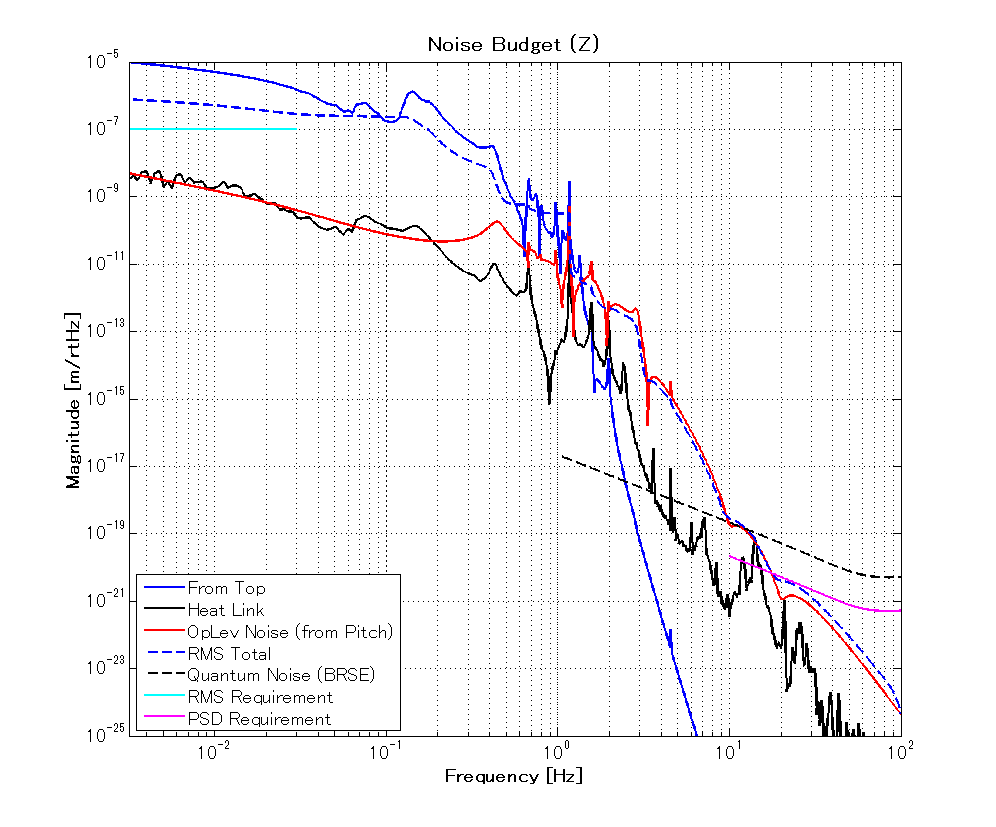 Noise Budget (Z)
10^-5
10^-7
10^-9
10^-11
10^-13
10^-15
10^-17
10^-19
10^-21
10^-23
10^-25
Magnitude [m/rtHz]
From Top
Heat Link
OpLev Noise (from Pitch)
RMS Total
Quantum Noise (BRSE)
RMS Requirement
PSD Requirement
10^-2 10^-1 10^0 10^1 10^2
Frequency [Hz]